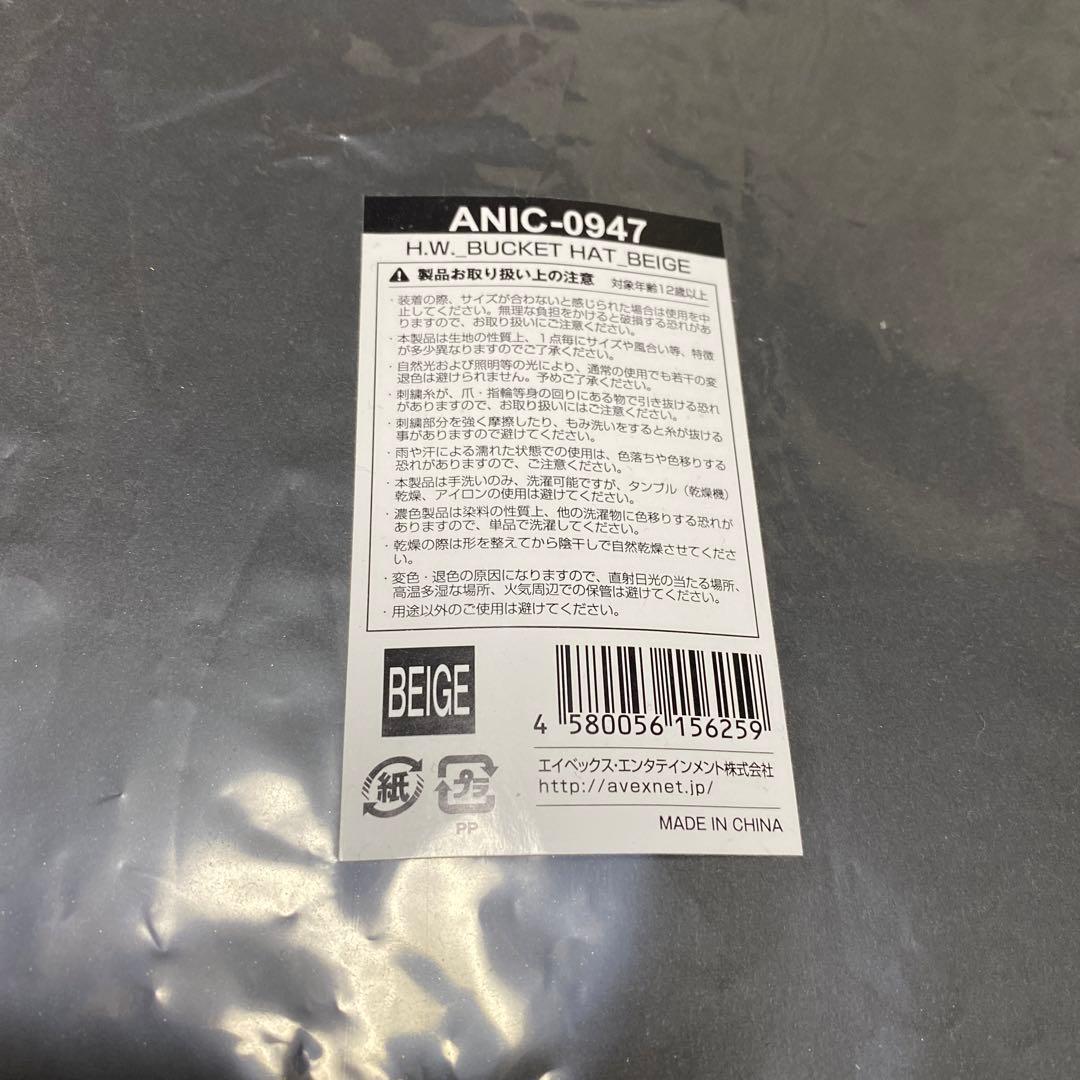 ANIC-0947
H.W._BUCKET HAT_BEIGE
製品お取り扱い上の注意 対象年齢12歳以上
・装着の際、サイズが合わないと感じられた場合は使用を中
止してください。無理な負担をかけると破損する恐れがあ
りますので、お取り扱いにご注意ください。
・本製品は生地の性質上、1点毎にサイズや風合い等、特徴
が多少異なりますのでご了承ください。
・自然光および照明等の光により、通常の使用でも若干の変
退色は避けられません。予めご了承ください。
・刺繍糸が、爪・指輪等身の回りにある物で引き抜ける恐れ
がありますので、お取り扱いにはご注意ください。
・刺繍部分を強く摩擦したり、もみ洗いをすると糸が抜ける
事がありますので避けてください。
・雨や汗による濡れた状態での使用は、色落ちや色移りする
恐れがありますので、ご注意ください。
・本製品は手洗いのみ、洗濯可能ですが、タンブル（乾燥機）
乾燥、アイロンの使用は避けてください。
・濃色製品は染料の性質上、他の洗濯物に色移りする恐れが
ありますので、単品で洗濯してください。
・乾燥の際は形を整えてから陰干しで自然乾燥させてくださ
い。
・変色・退色の原因になりますので、直射日光の当たる場所、
高温多湿な場所、火気周辺での保管は避けてください。
・用途以外のご使用は避けてください。
BEIGE
4 580056 156259
エイベックス・エンタテインメント株式会社
http://avexnet.jp/
紙 プラ
PP
MADE IN CHINA